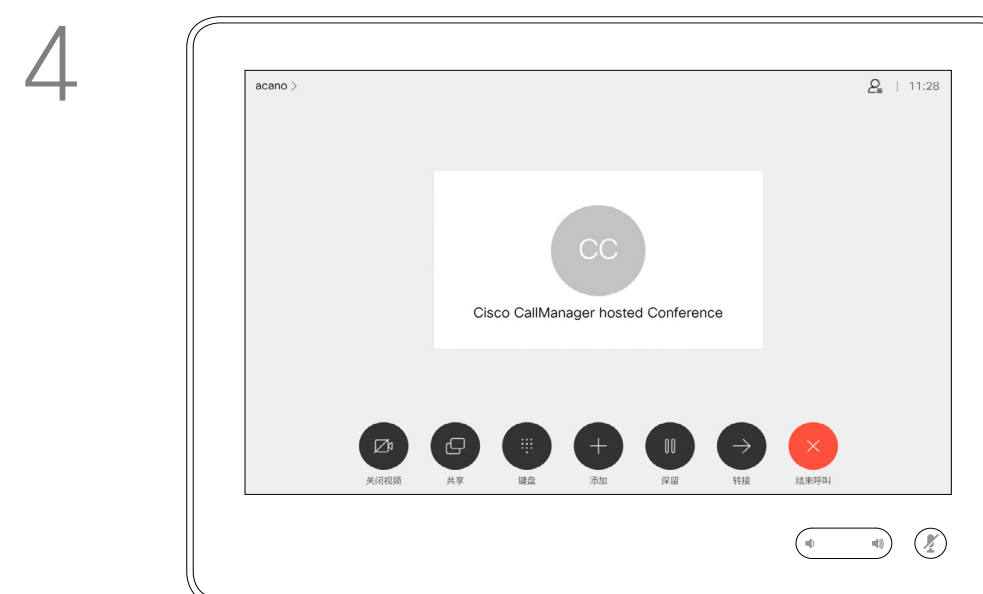 4
acano >
| 11:28
CC
Cisco CallManager hosted Conference
关闭视频 共享 键盘 添加 保留 转接 结束呼叫